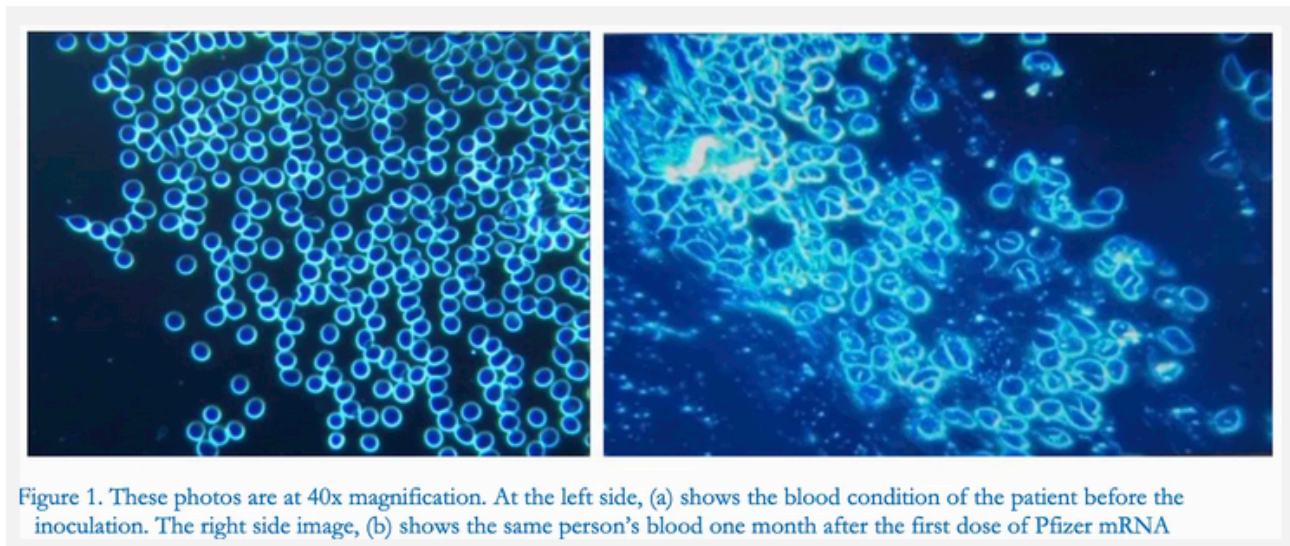 Figure 1. These photos are at 40x magnification. At the left side, (a) shows the blood condition of the patient before the
inoculation. The right side image, (b) shows the same person's blood one month after the first dose of Pfizer mRNA